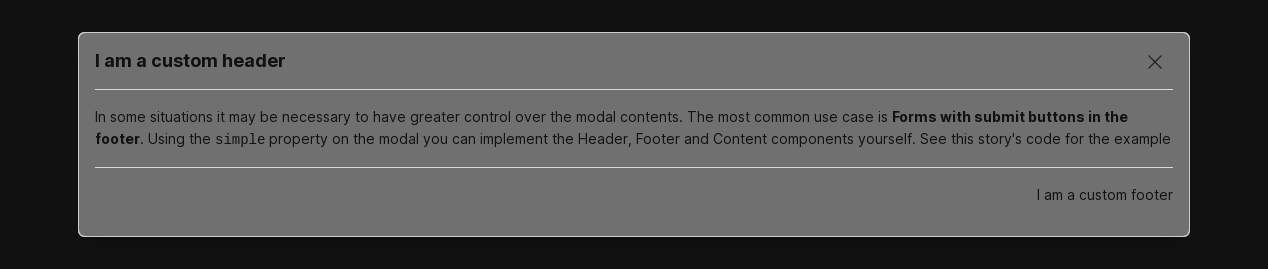 I am a custom header
In some situations it may be necessary to have greater control over the modal contents. The most common use case is Forms with submit buttons in the
footer. Using the simple property on the modal you can implement the Header, Footer and Content components yourself. See this story's code for the example
I am a custom footer